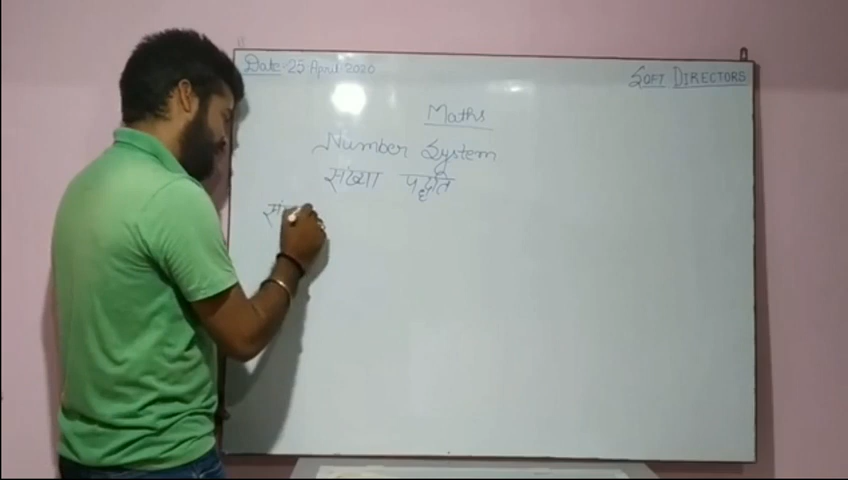 Date: 25 April 2020
SOFT DIRECTORS
Maths
Number System
संख्या पद्धति